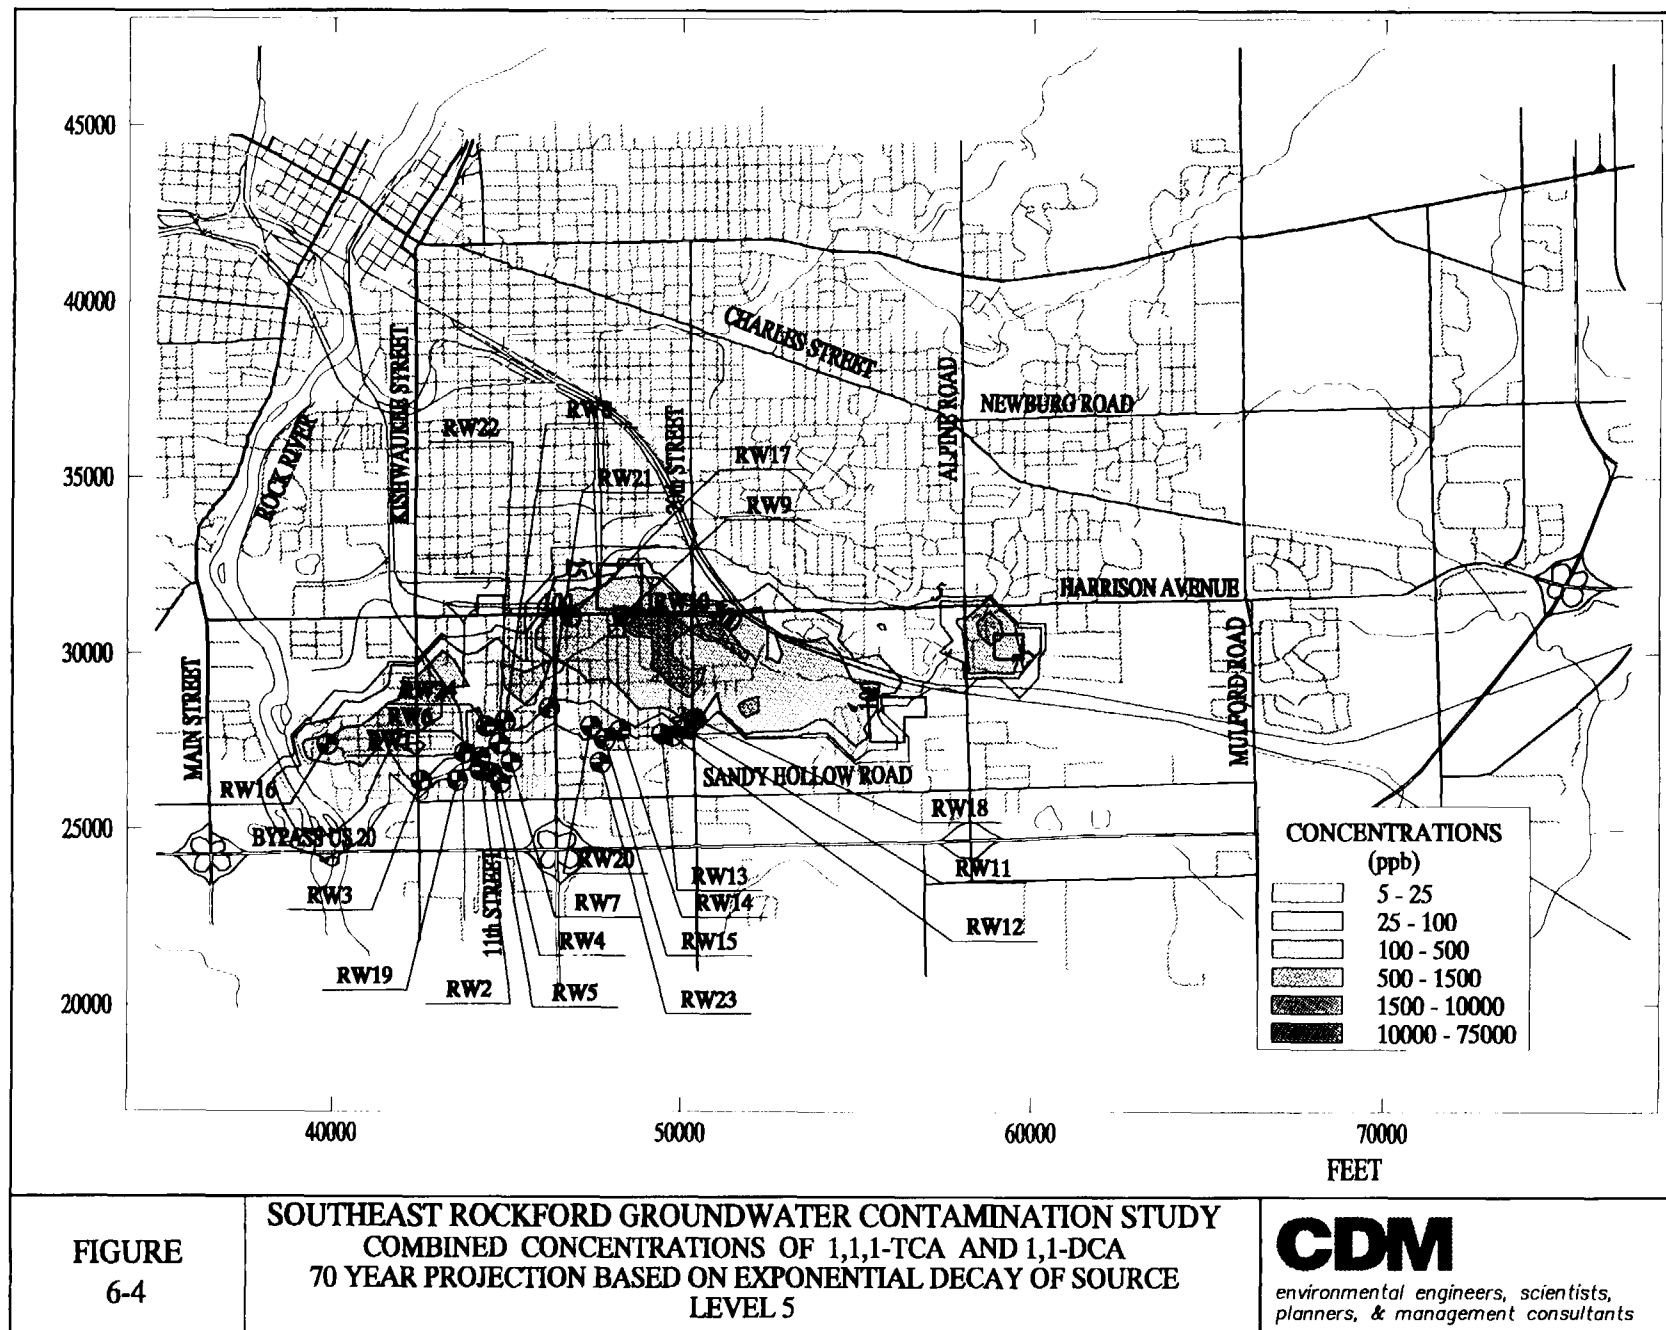 45000
40000
35000
30000
25000
20000
CHARLES STREET
KISHWAUKEE STREET
ROCK RIVER
ALPINE ROAD
NEWBURG ROAD
RW8
RW22
20th STREET
RW17
RW21
RW9
HARRISON AVENUE
5
100
RW10
MULFORD ROAD
MAIN STREET
RW24
RW6
RW1
RW16
SANDY HOLLOW ROAD
RW18
BYPASS US 20
RW20
RW13
RW11
RW3
11th STREET
RW7
RW14
RW12
RW4
RW15
RW19
RW2
RW5
RW23
CONCENTRATIONS
(ppb)
5 - 25
25 - 100
100 - 500
500 - 1500
1500 - 10000
10000 - 75000
40000
50000
60000
70000
FEET
FIGURE
6-4
SOUTHEAST ROCKFORD GROUNDWATER CONTAMINATION STUDY
COMBINED CONCENTRATIONS OF 1,1,1-TCA AND 1,1-DCA
70 YEAR PROJECTION BASED ON EXPONENTIAL DECAY OF SOURCE
LEVEL 5
CDM
environmental engineers, scientists,
planners, & management consultants